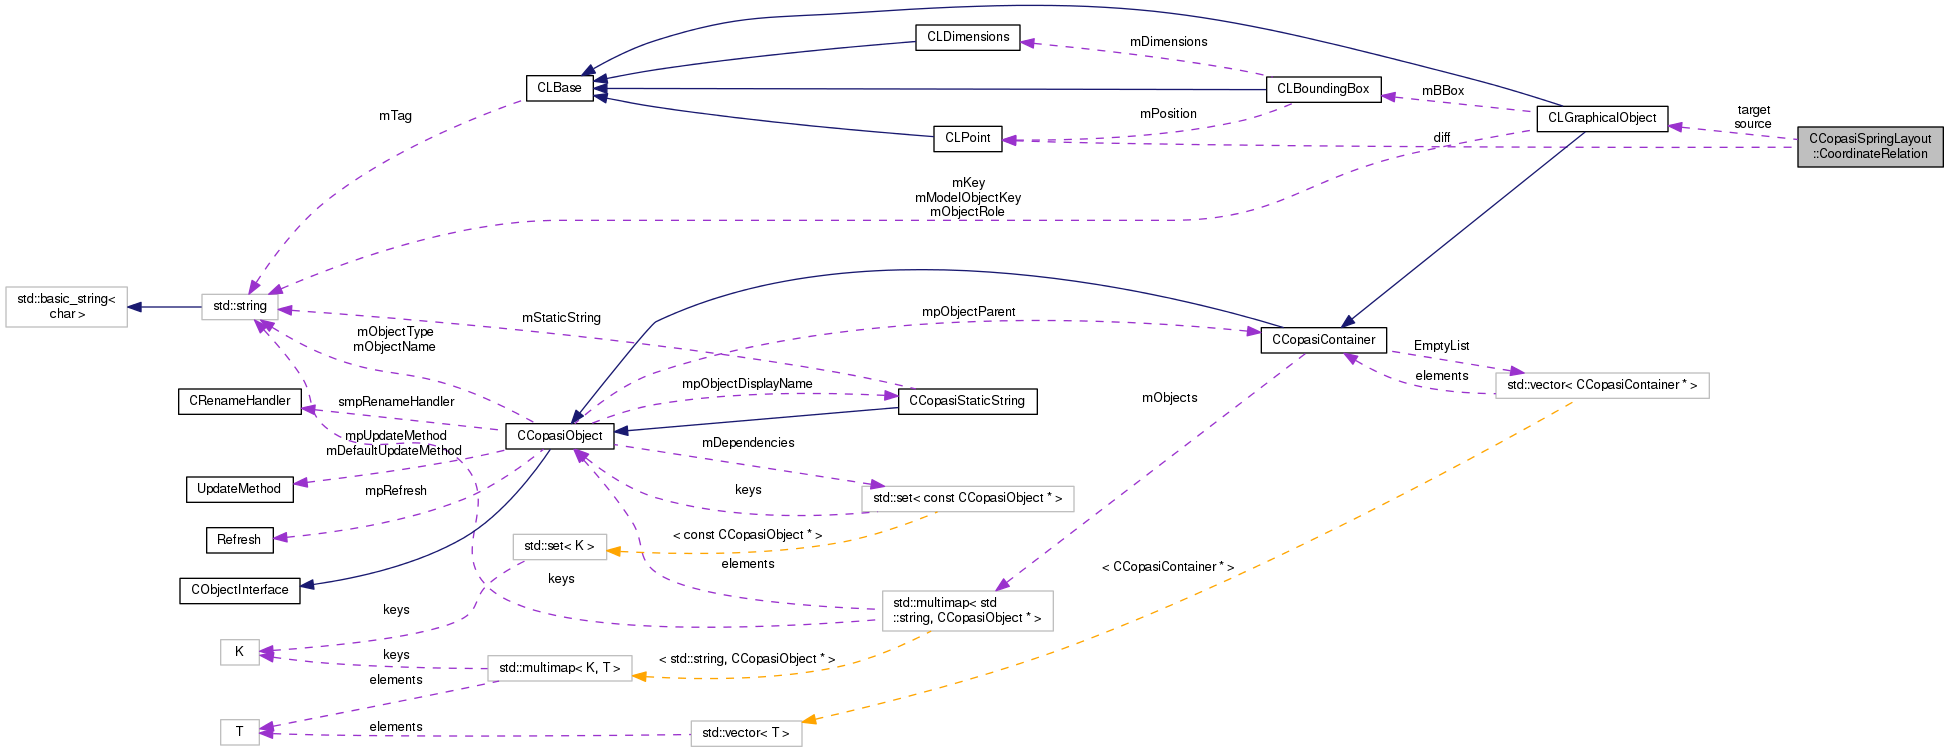 CLDimensions
mDimensions
CLBase
CLBoundingBox
mBBox
mTag
mPosition
CLGraphicalObject
target
source
CLPoint
diff
CCopasiSpringLayout
::CoordinateRelation
mKey
mModelObjectKey
mObjectRole
std::basic_string<
char >
std::string
mStaticString
mpObjectParent
mObjectType
mObjectName
CCopasiContainer
EmptyList
elements
std::vector< CCopasiContainer * >
mpObjectDisplayName
CRenameHandler
smpRenameHandler
CCopasiStaticString
mObjects
CCopasiObject
mpUpdateMethod
mDefaultUpdateMethod
mDependencies
UpdateMethod
mpRefresh
keys
std::set< const CCopasiObject * >
Refresh
std::set< K >
< const CCopasiObject * >
elements
< CCopasiContainer * >
CObjectInterface
keys
keys
std::multimap< std
::string, CCopasiObject * >
K
keys
std::multimap< K, T >
< std::string, CCopasiObject * >
elements
T
elements
std::vector< T >